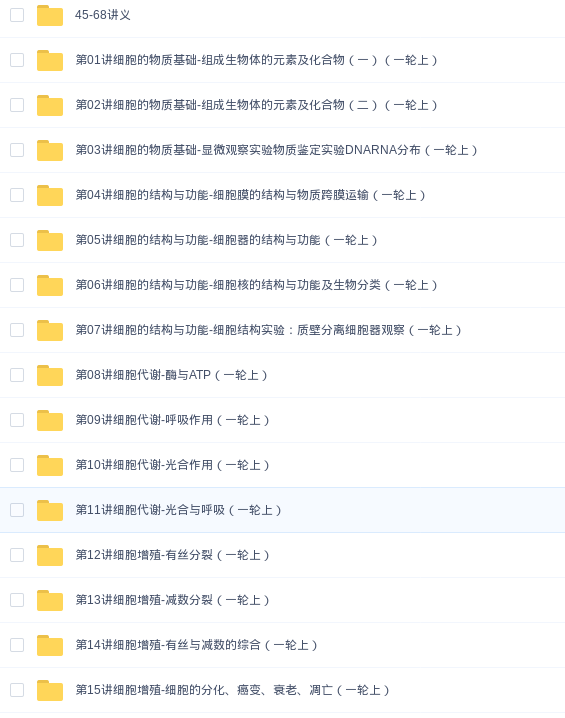 45-68讲义
第01讲细胞的物质基础-组成生物体的元素及化合物（一）（一轮上）
第02讲细胞的物质基础-组成生物体的元素及化合物（二）（一轮上）
第03讲细胞的物质基础-显微观察实验物质鉴定实验DNARNA分布（一轮上）
第04讲细胞的结构与功能-细胞膜的结构与物质跨膜运输（一轮上）
第05讲细胞的结构与功能-细胞器的结构与功能（一轮上）
第06讲细胞的结构与功能-细胞核的结构与功能及生物分类（一轮上）
第07讲细胞的结构与功能-细胞结构实验：质壁分离细胞器观察（一轮上）
第08讲细胞代谢-酶与ATP（一轮上）
第09讲细胞代谢-呼吸作用（一轮上）
第10讲细胞代谢-光合作用（一轮上）
第11讲细胞代谢-光合与呼吸（一轮上）
第12讲细胞增殖-有丝分裂（一轮上）
第13讲细胞增殖-减数分裂（一轮上）
第14讲细胞增殖-有丝与减数的综合（一轮上）
第15讲细胞增殖-细胞的分化、癌变、衰老、凋亡（一轮上）